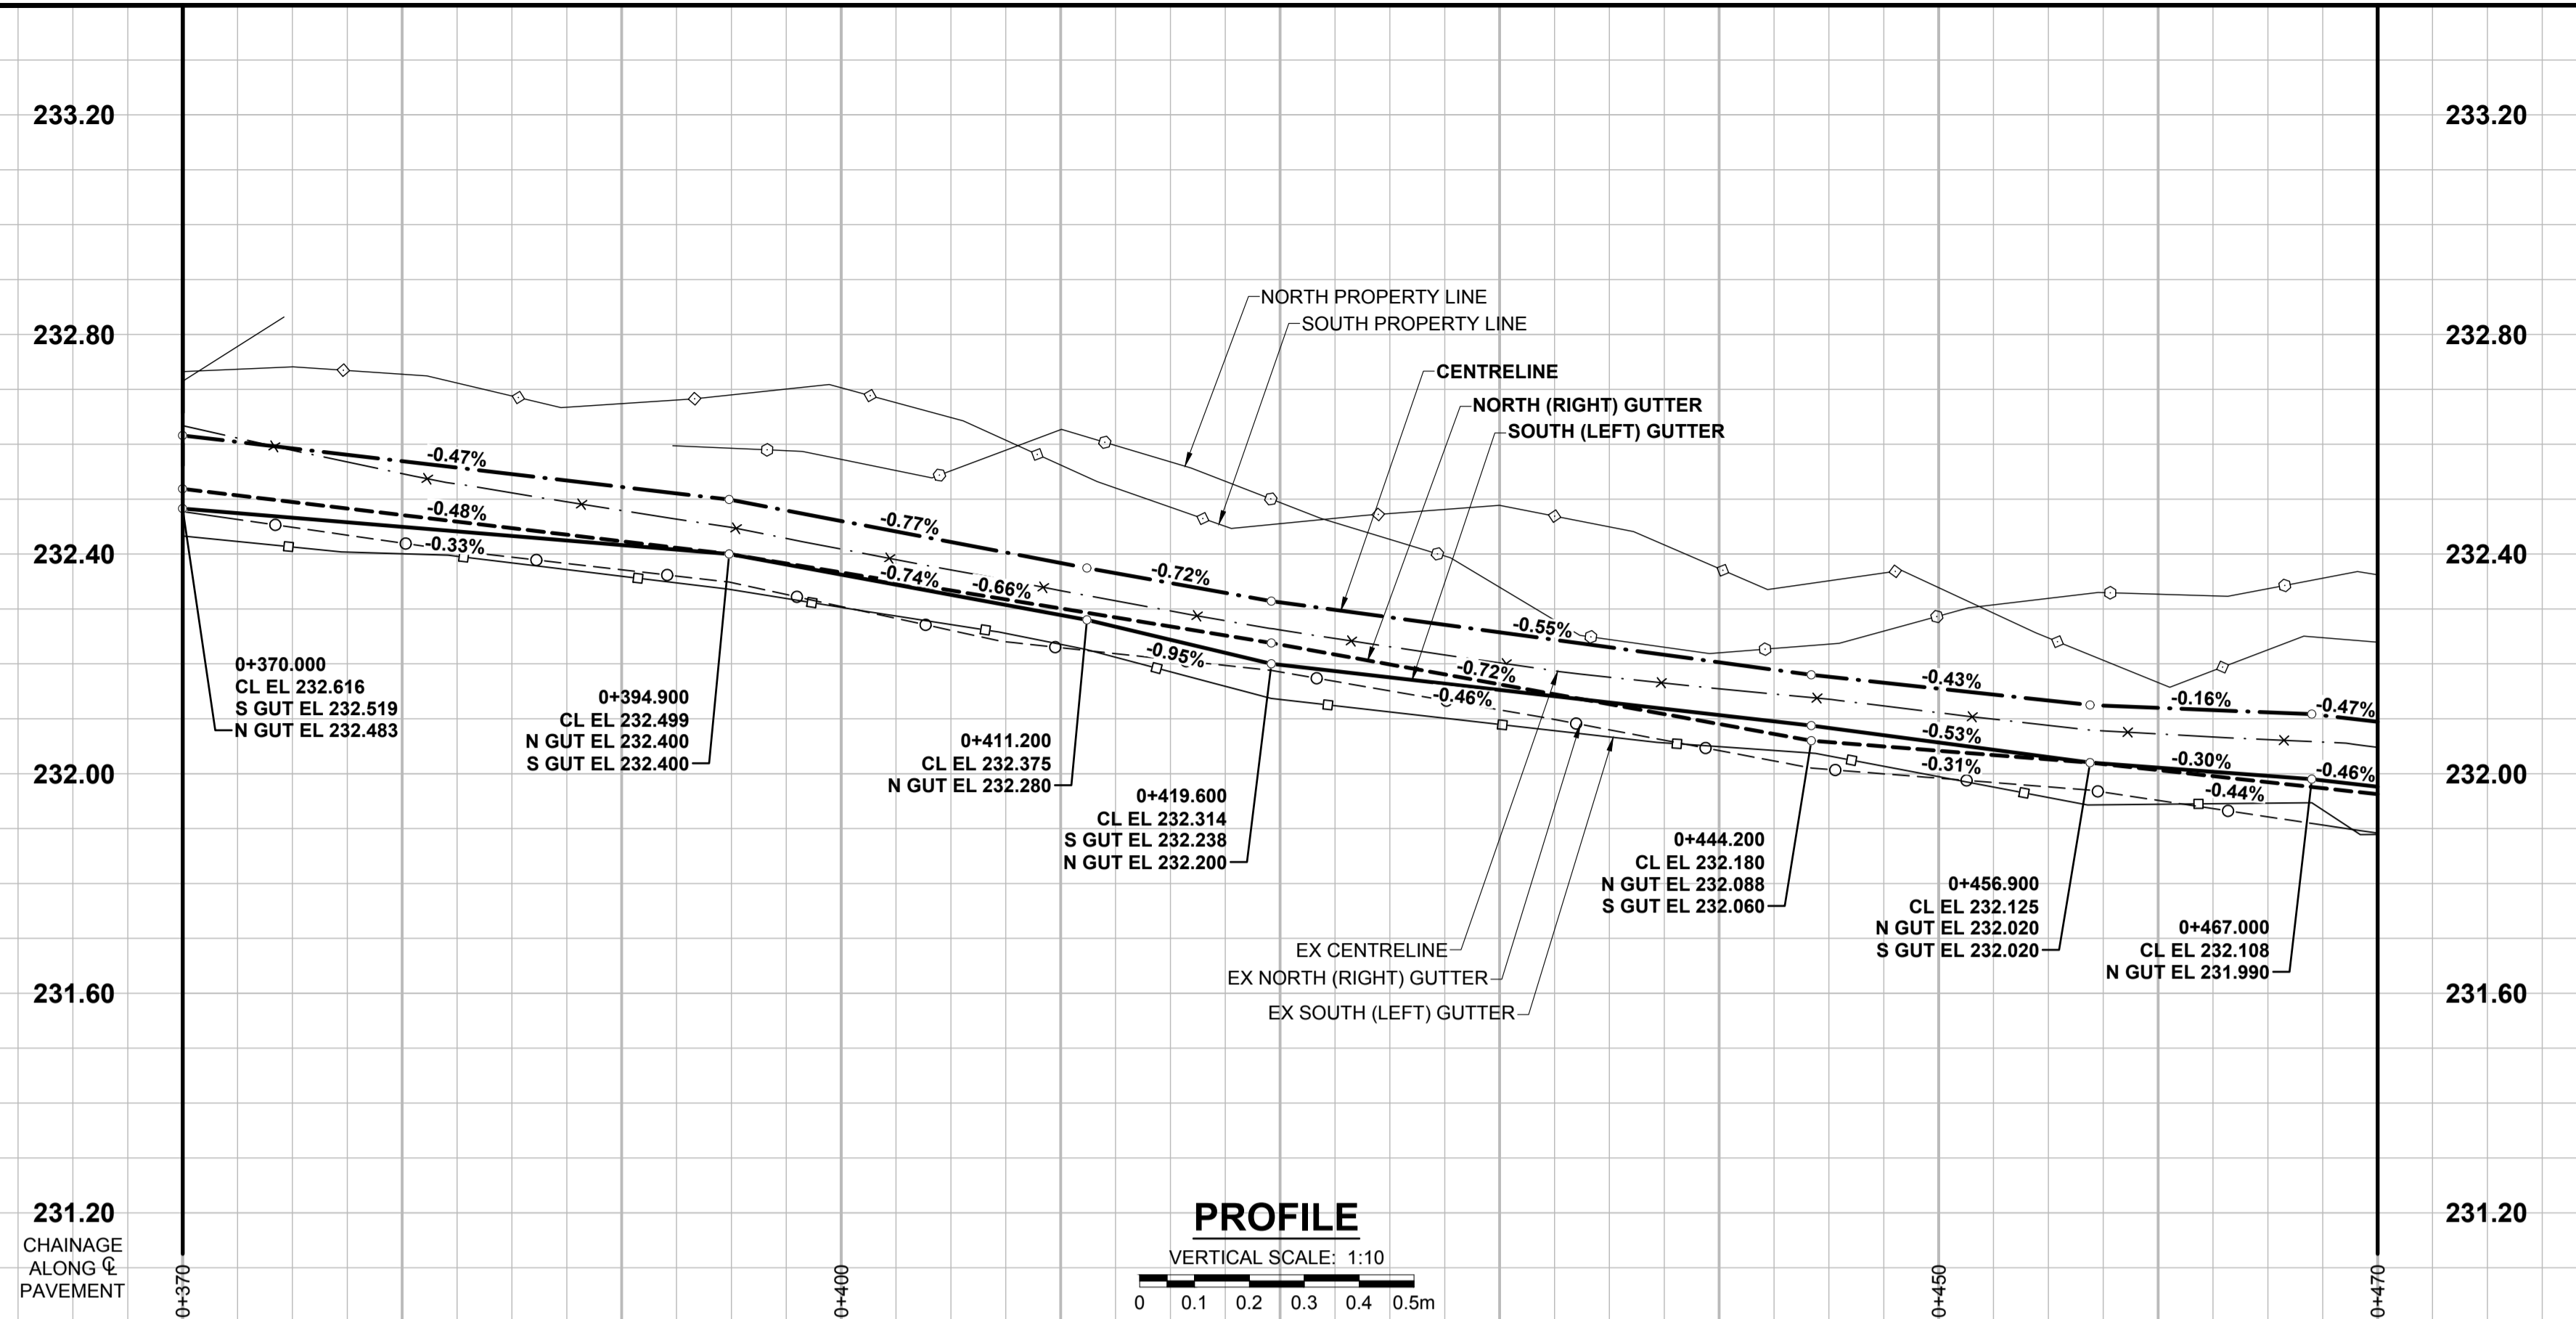 233.20
233.20
232.80
232.80
232.40
232.40
232.00
232.00
231.60
231.60
231.20
231.20
NORTH PROPERTY LINE
SOUTH PROPERTY LINE
CENTRELINE
NORTH (RIGHT) GUTTER
SOUTH (LEFT) GUTTER
-0.47%
-0.48%
-0.33%
-0.77%
-0.74%
-0.66%
-0.72%
-0.95%
-0.55%
-0.72%
-0.46%
-0.43%
-0.53%
-0.31%
-0.16%
-0.30%
-0.44%
-0.47%
-0.46%
0+370.000
CL EL 232.616
S GUT EL 232.519
N GUT EL 232.483
0+394.900
CL EL 232.499
N GUT EL 232.400
S GUT EL 232.400
0+411.200
CL EL 232.375
N GUT EL 232.280
0+419.600
CL EL 232.314
S GUT EL 232.238
N GUT EL 232.200
0+444.200
CL EL 232.180
N GUT EL 232.088
S GUT EL 232.060
0+456.900
CL EL 232.125
N GUT EL 232.020
S GUT EL 232.020
0+467.000
CL EL 232.108
N GUT EL 231.990
EX CENTRELINE
EX NORTH (RIGHT) GUTTER
EX SOUTH (LEFT) GUTTER
PROFILE
VERTICAL SCALE: 1:10
0 0.1 0.2 0.3 0.4 0.5m
CHAINAGE
ALONG ℄
PAVEMENT
0+370
0+400
0+450
0+470